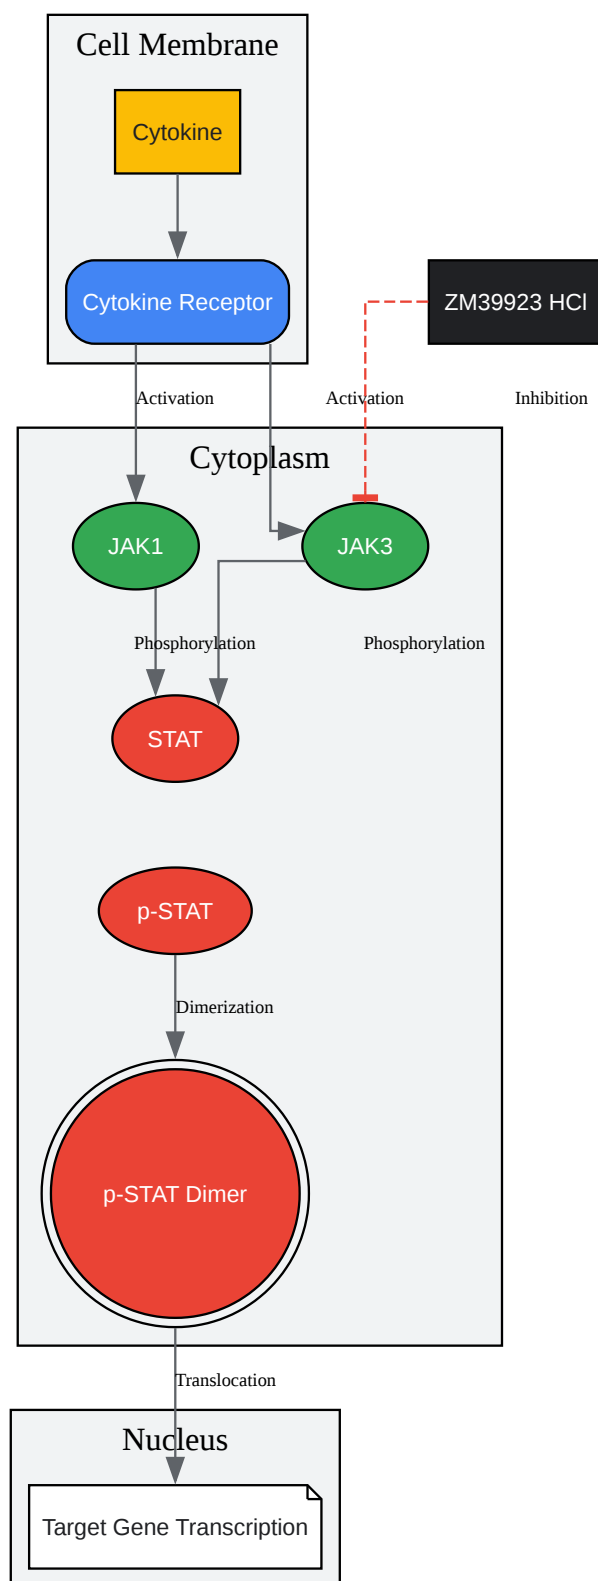 Cell Membrane
Cytokine
Cytokine Receptor
ZM39923 HCl
Activation
Activation
Inhibition
Cytoplasm
JAK1
JAK3
Phosphorylation
Phosphorylation
STAT
p-STAT
Dimerization
p-STAT Dimer
Translocation
Nucleus
Target Gene Transcription